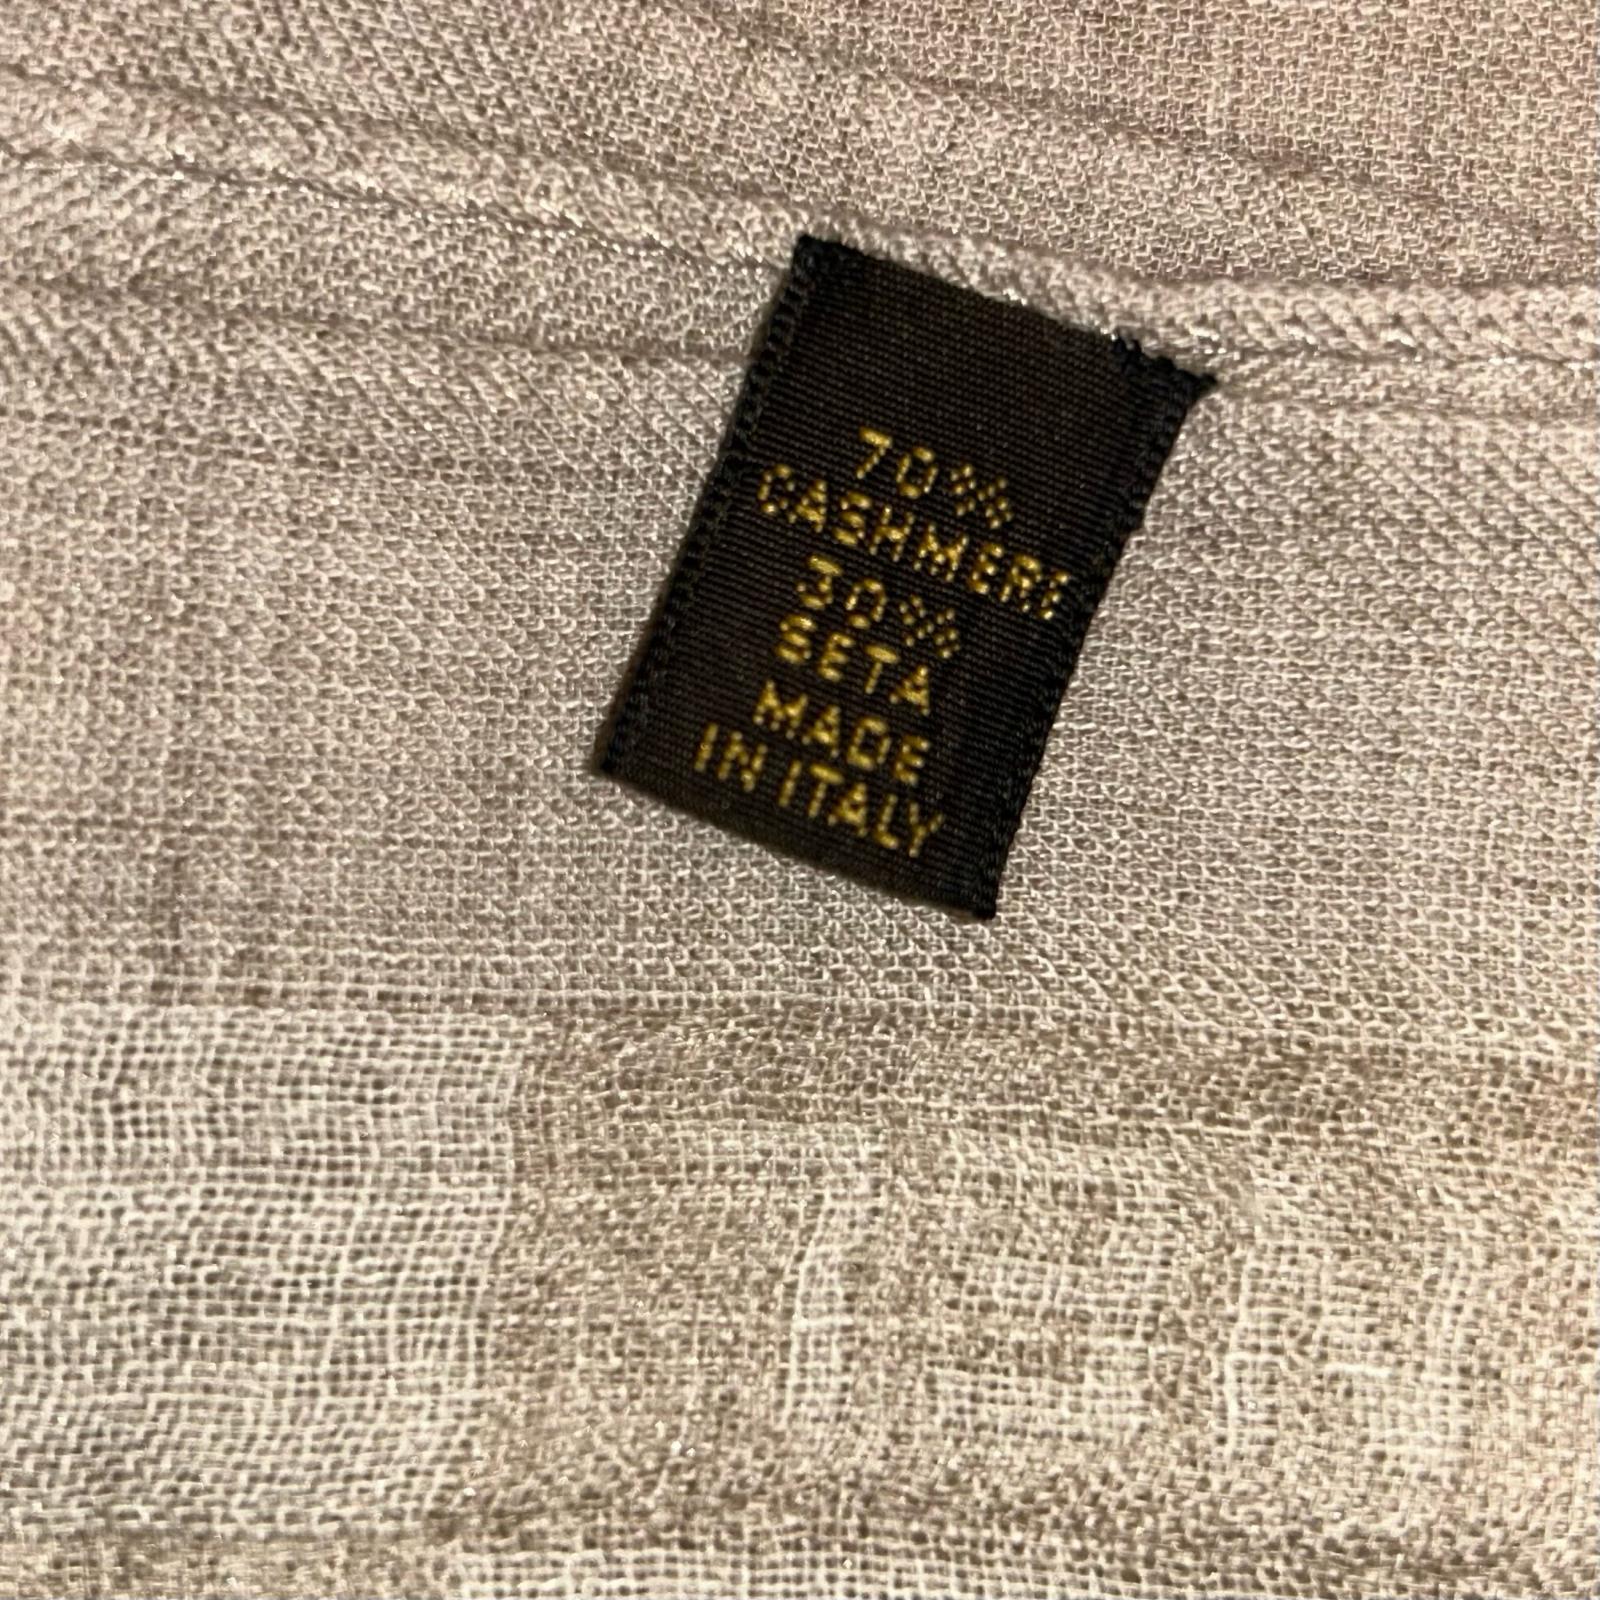 70%
CASHMERE
30%
SETA
MADE
IN ITALY